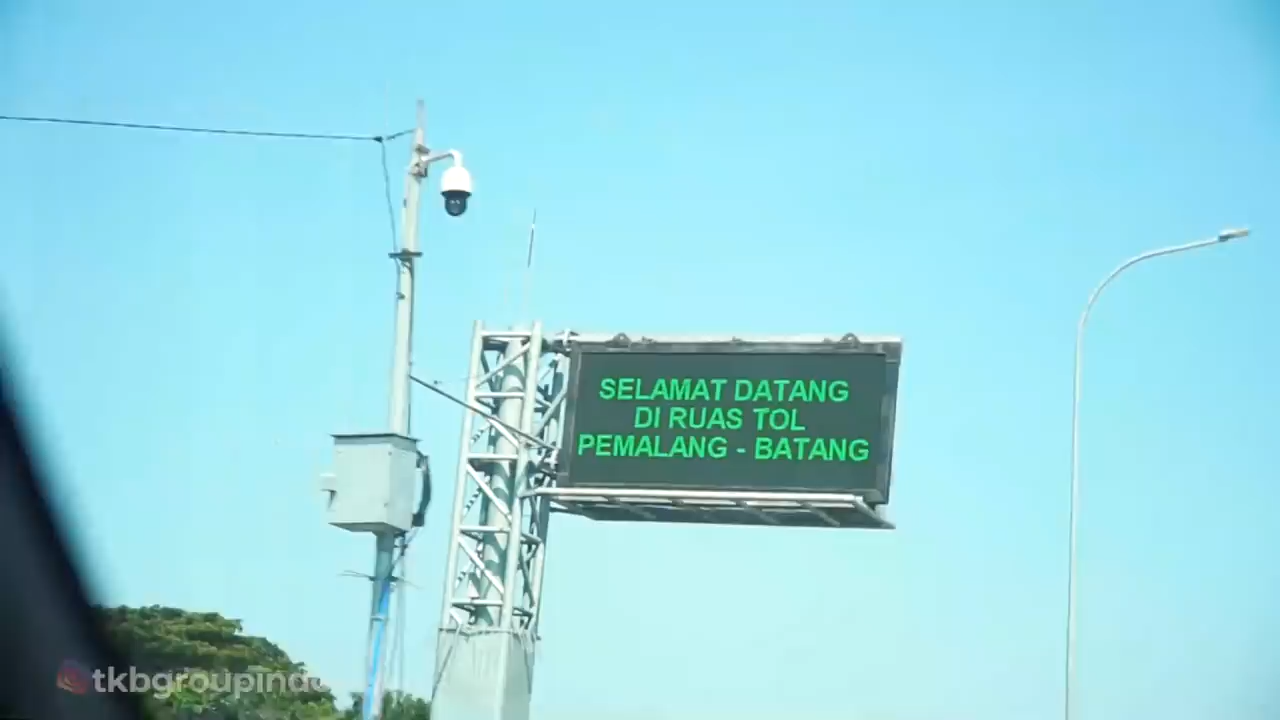 SELAMAT DATANG
DI RUAS TOL
PEMALANG - BATANG
tkbgroupindo